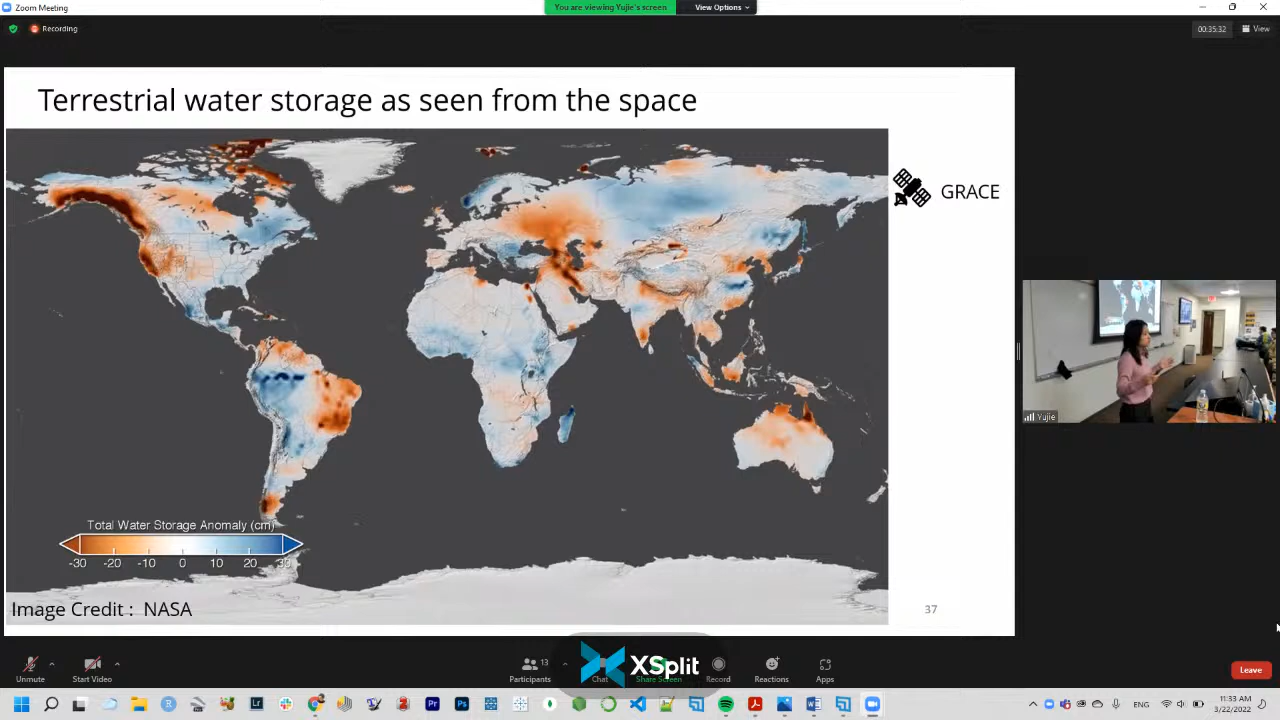 Zoom Meeting
You are viewing Yujie's screen
View Options
Recording
00:35:32
View
Terrestrial water storage as seen from the space
GRACE
Yujie
Total Water Storage Anomaly (cm)
-30 -20 -10 0 10 20 30
Image Credit : NASA
37
XSplit
Unmute
Start Video
13
Participants
Chat
Share Screen
Record
Reactions
Apps
Leave
11:33 AM
ENG
3/22/2022